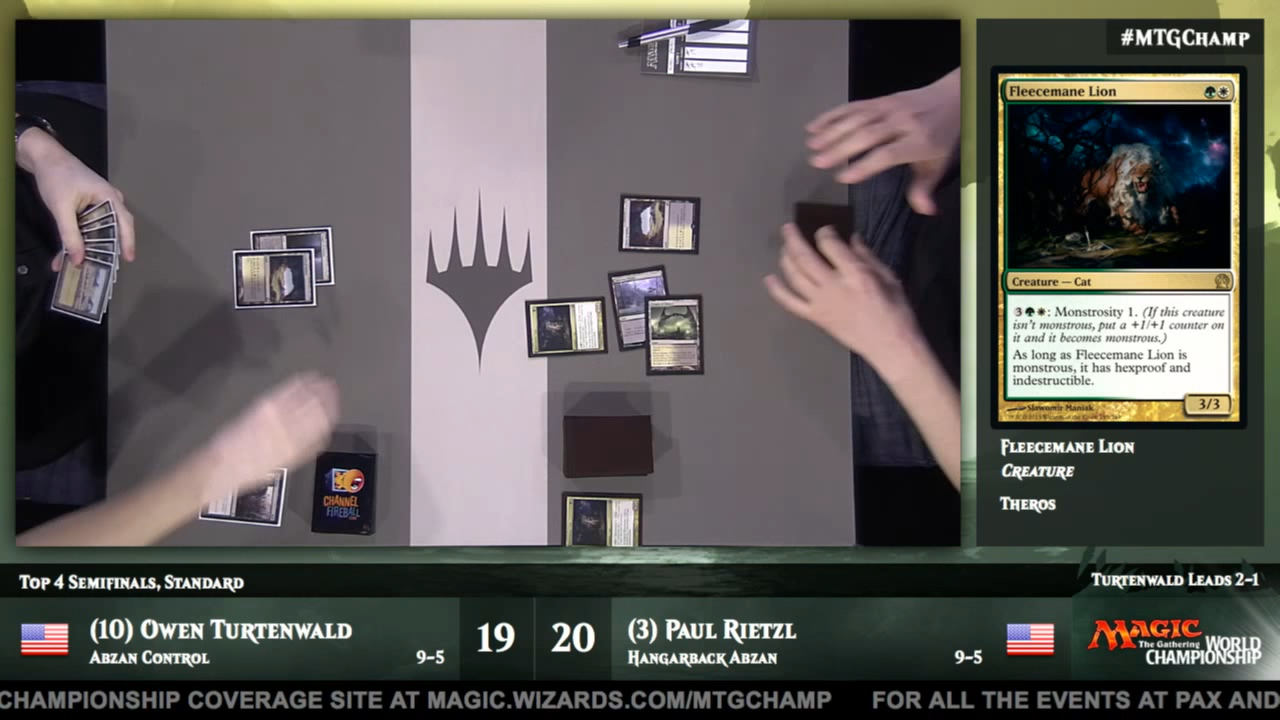 #MTGChamp
Fleecemane Lion
Creature — Cat
3: Monstrosity 1. (If this creature
isn't monstrous, put a +1/+1 counter on
it and it becomes monstrous.)
As long as Fleecemane Lion is
monstrous, it has hexproof and
indestructible.
Slawomir Maniak
3/3
Fleecemane Lion
Creature
Theros
CHANNEL
FIREBALL
Top 4 Semifinals, Standard
Turtenwald Leads 2-1
(10) Owen Turtenwald
Abzan Control
9-5
19
20
(3) Paul Rietzl
Hangarback Abzan
9-5
Magic
The Gathering
World
Championship
CHAMPIONSHIP COVERAGE SITE AT MAGIC.WIZARDS.COM/MTGCHAMP FOR ALL THE EVENTS AT PAX AND